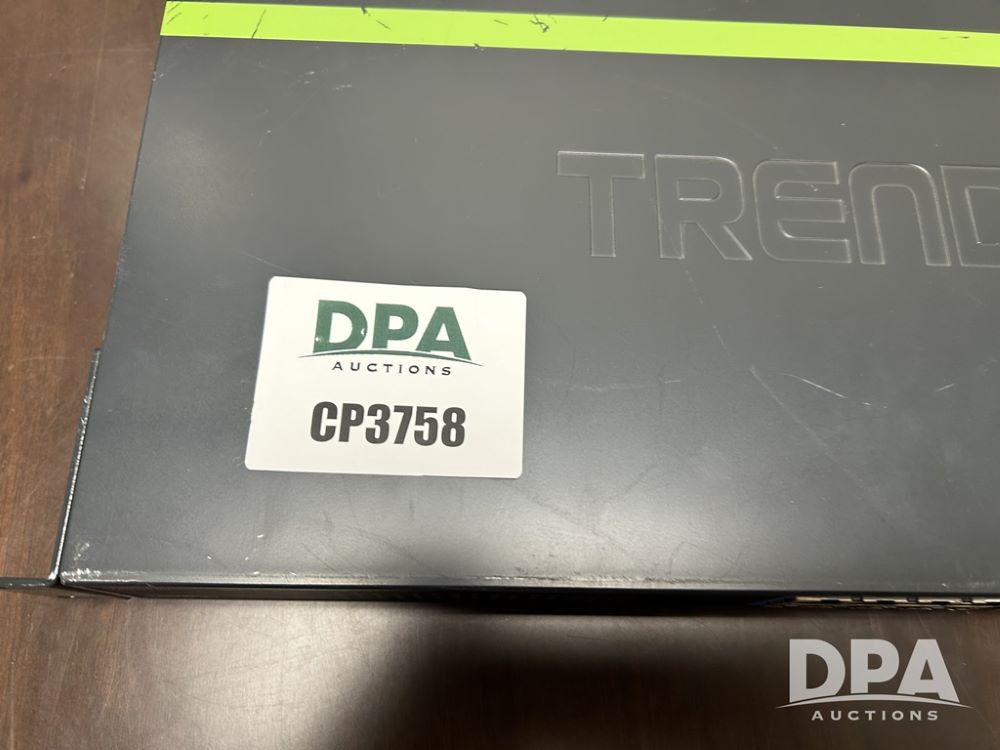 TREND
DPA
AUCTIONS
CP3758
DPA
AUCTIONS